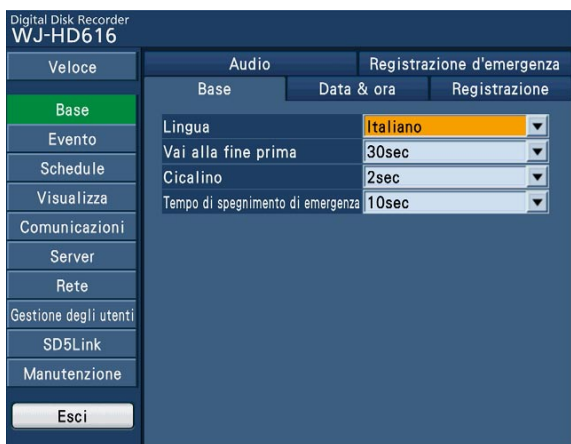 Digital Disk Recorder
WJ-HD616
Veloce
Audio
Registrazione d'emergenza
Base
Data & ora
Registrazione
Base
Evento
Schedule
Visualizza
Comunicazioni
Server
Rete
Gestione degli utenti
SD5Link
Manutenzione
Esci
Lingua Italiano
Vai alla fine prima 30sec
Cicalino 2sec
Tempo di spegnimento di emergenza 10sec